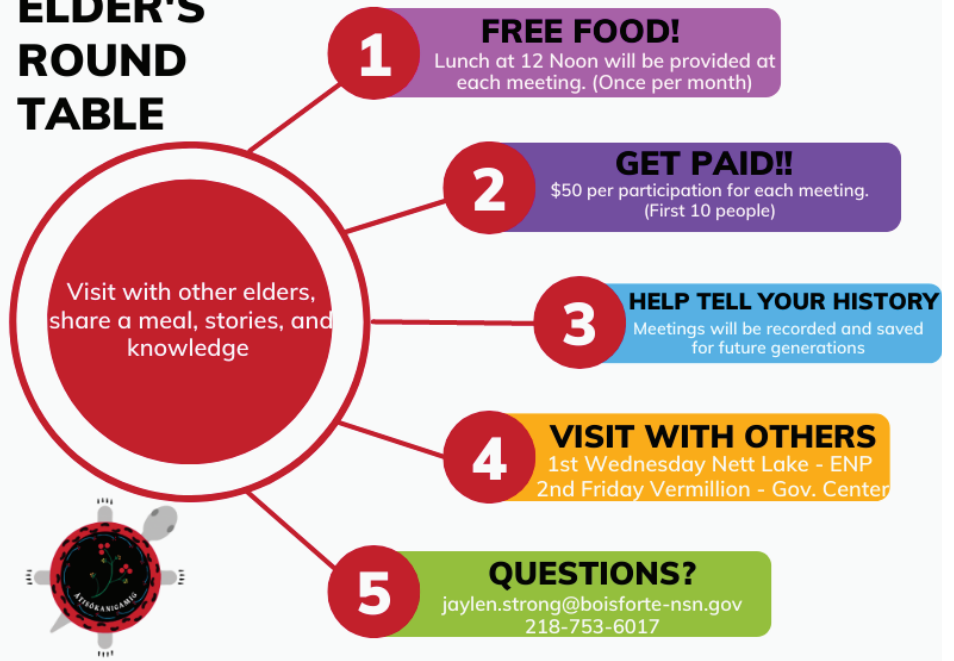 ELDER'S
ROUND
TABLE
1
FREE FOOD!
Lunch at 12 Noon will be provided at
each meeting. (Once per month)
2
GET PAID!!
$50 per participation for each meeting.
(First 10 people)
Visit with other elders,
share a meal, stories, and
knowledge
3
HELP TELL YOUR HISTORY
Meetings will be recorded and saved
for future generations
4
VISIT WITH OTHERS
1st Wednesday Nett Lake - ENP
2nd Friday Vermillion - Gov. Center
5
QUESTIONS?
jaylen.strong@boisforte-nsn.gov
218-753-6017
ATISÓKANIGAMIG